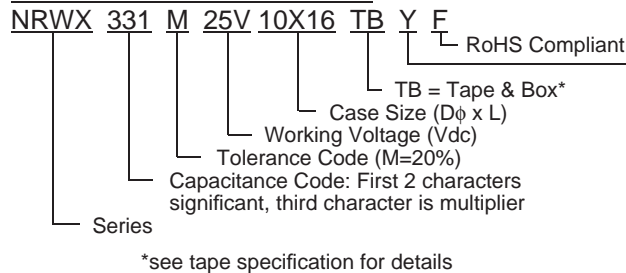 NRWX 331 M 25V 10X16 TB Y F
RoHS Compliant
TB = Tape & Box*
Case Size (Dϕ x L)
Working Voltage (Vdc)
Tolerance Code (M=20%)
Capacitance Code: First 2 characters
significant, third character is multiplier
Series
*see tape specification for details